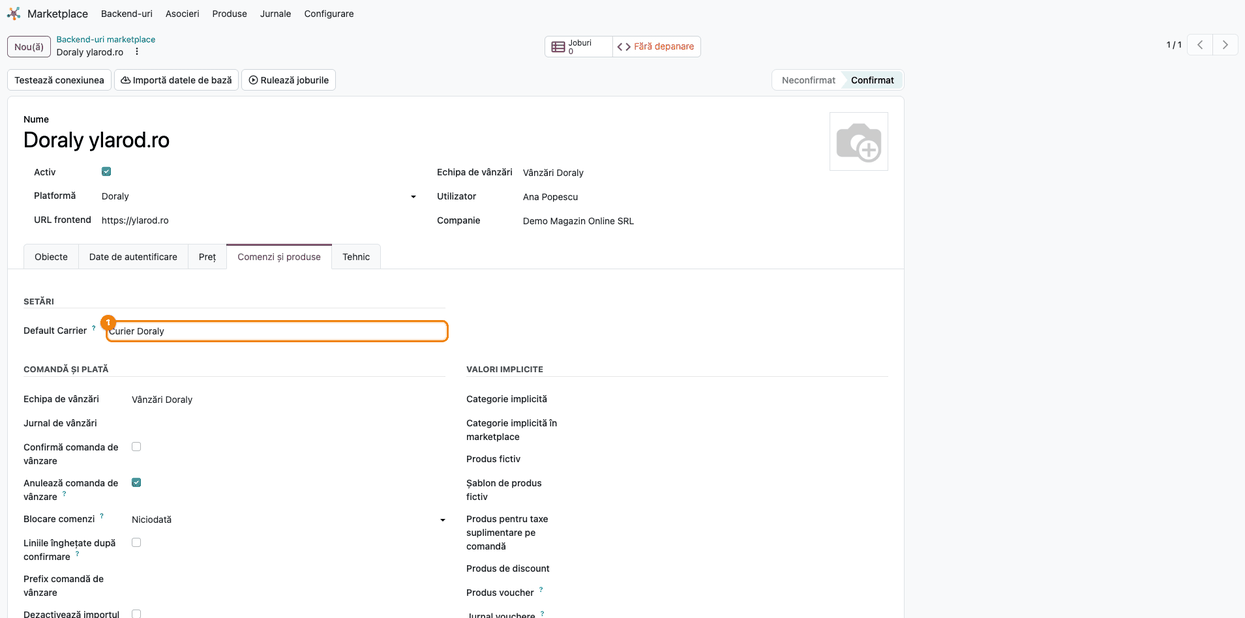 Marketplace Backend-uri Asocieri Produse Jurnale Configurare
Nou(ă) Backend-uri marketplace
Doraly ylarod.ro
Joburi
0
Fără depanare
1 / 1
Testează conexiunea Importă datele de bază Rulează joburile Neconfirmat Confirmat
Nume
Doraly ylarod.ro
Activ
Platformă Doraly
URL frontend https://ylarod.ro
Echipa de vânzări Vânzări Doraly
Utilizator Ana Popescu
Companie Demo Magazin Online SRL
Obiecte Date de autentificare Preț Comenzi și produse Tehnic
SETĂRI
1
Default Carrier ? Curier Doraly
COMANDĂ ȘI PLATĂ
Echipa de vânzări Vânzări Doraly
Jurnal de vânzări
Confirmă comanda de
vânzare
Anulează comanda de
vânzare ?
Blocare comenzi ? Niciodată
Liniile înghețate după
confirmare ?
Prefix comandă de
vânzare
Dezactivează importul
VALORI IMPLICITE
Categorie implicită
Categorie implicită în
marketplace
Produs fictiv
Șablon de produs
fictiv
Produs pentru taxe
suplimentare pe
comandă
Produs de discount
Produs voucher ?
Jurnal vouchere ?